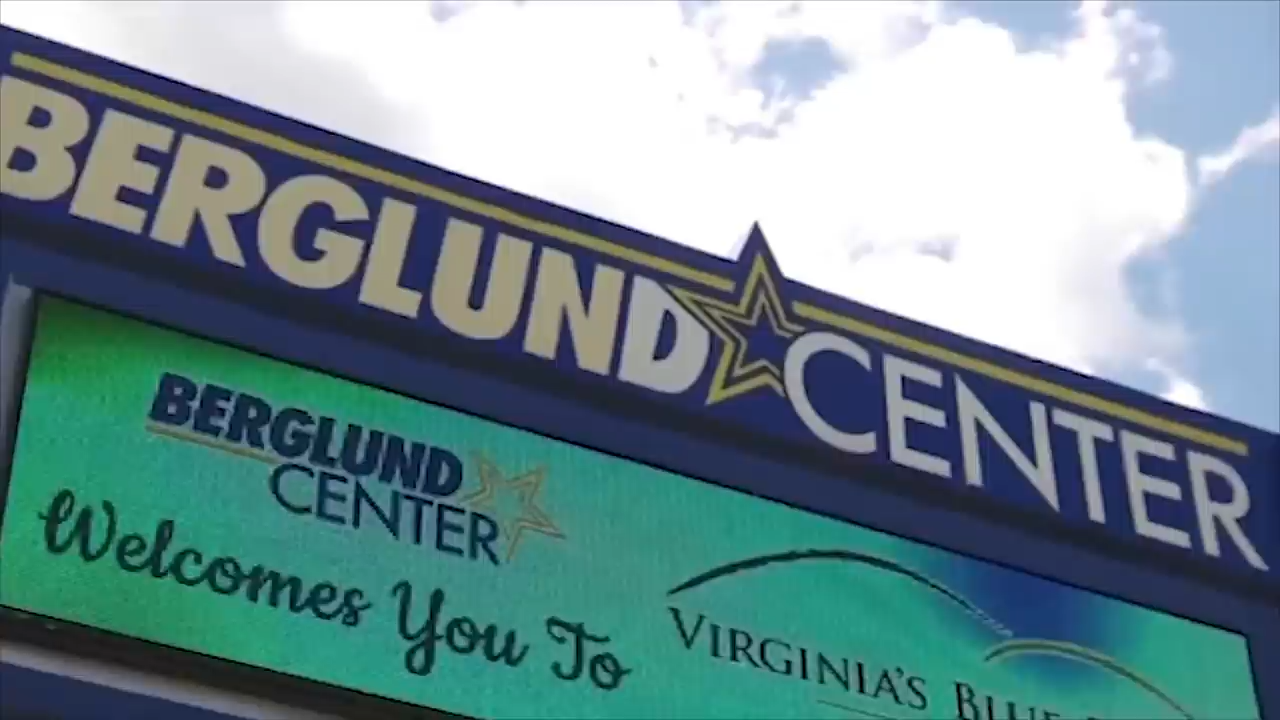 BERGLUND CENTER
BERGLUND
CENTER
Welcomes You To
VIRGINIA'S